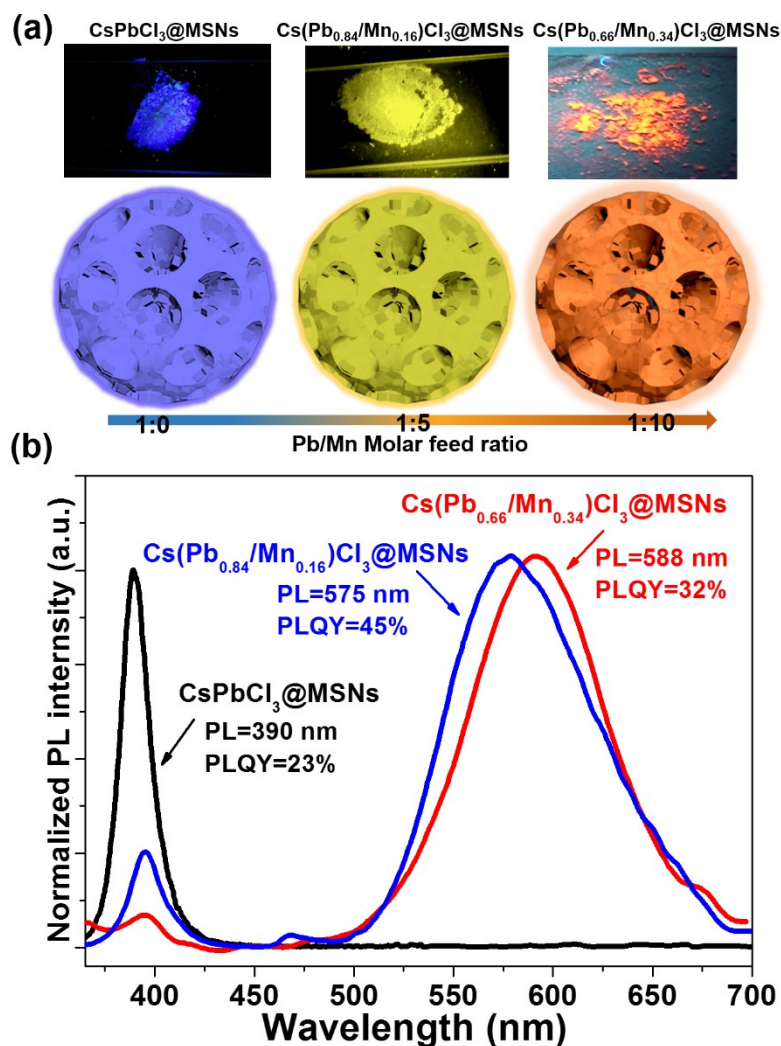 (a)
CsPbCl₃@MSNs
Cs(Pb₀.₈₄/Mn₀.₁₆)Cl₃@MSNs
Cs(Pb₀.₆₆/Mn₀.₃₄)Cl₃@MSNs
1:0
1:5
1:10
Pb/Mn Molar feed ratio
(b)
Normalized PL internsity (a.u.)
Cs(Pb₀.₆₆/Mn₀.₃₄)Cl₃@MSNs
PL=588 nm
PLQY=32%
Cs(Pb₀.₈₄/Mn₀.₁₆)Cl₃@MSNs
PL=575 nm
PLQY=45%
CsPbCl₃@MSNs
PL=390 nm
PLQY=23%
400
450
500
550
600
650
700
Wavelength (nm)